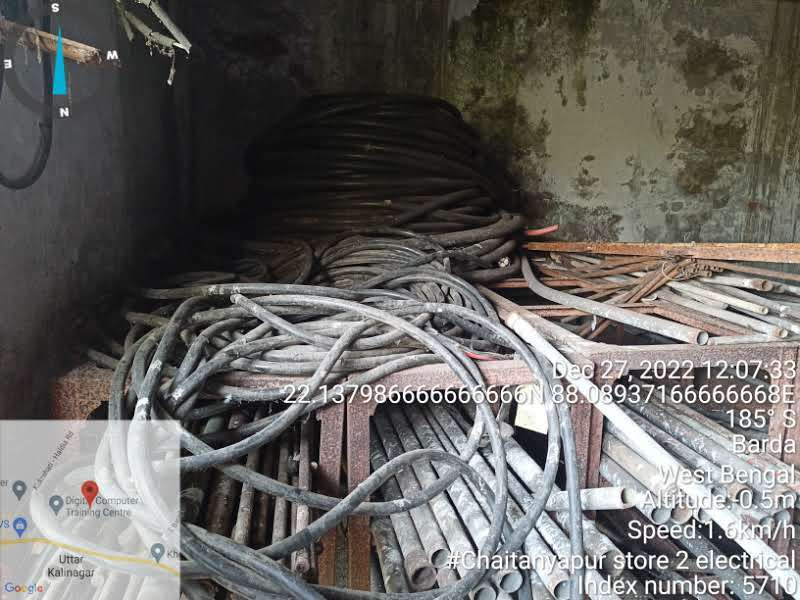 S
E W
N
Dec 27, 2022 12:07:33
22.137986666666666N 88.08937166666668E
185° S
Barda
West Bengal
Altitude:-0.5m
Speed:1.6km/h
#Chaitanyapur store 2 electrical
Index number: 5710
Digital Computer
Training Centre
Uttar
Kalinagar
Google